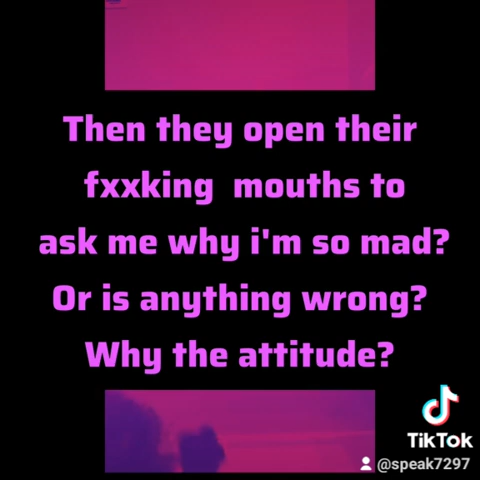 Then they open their
fxxking mouths to
ask me why i'm so mad?
Or is anything wrong?
Why the attitude?
TikTok
@speak7297